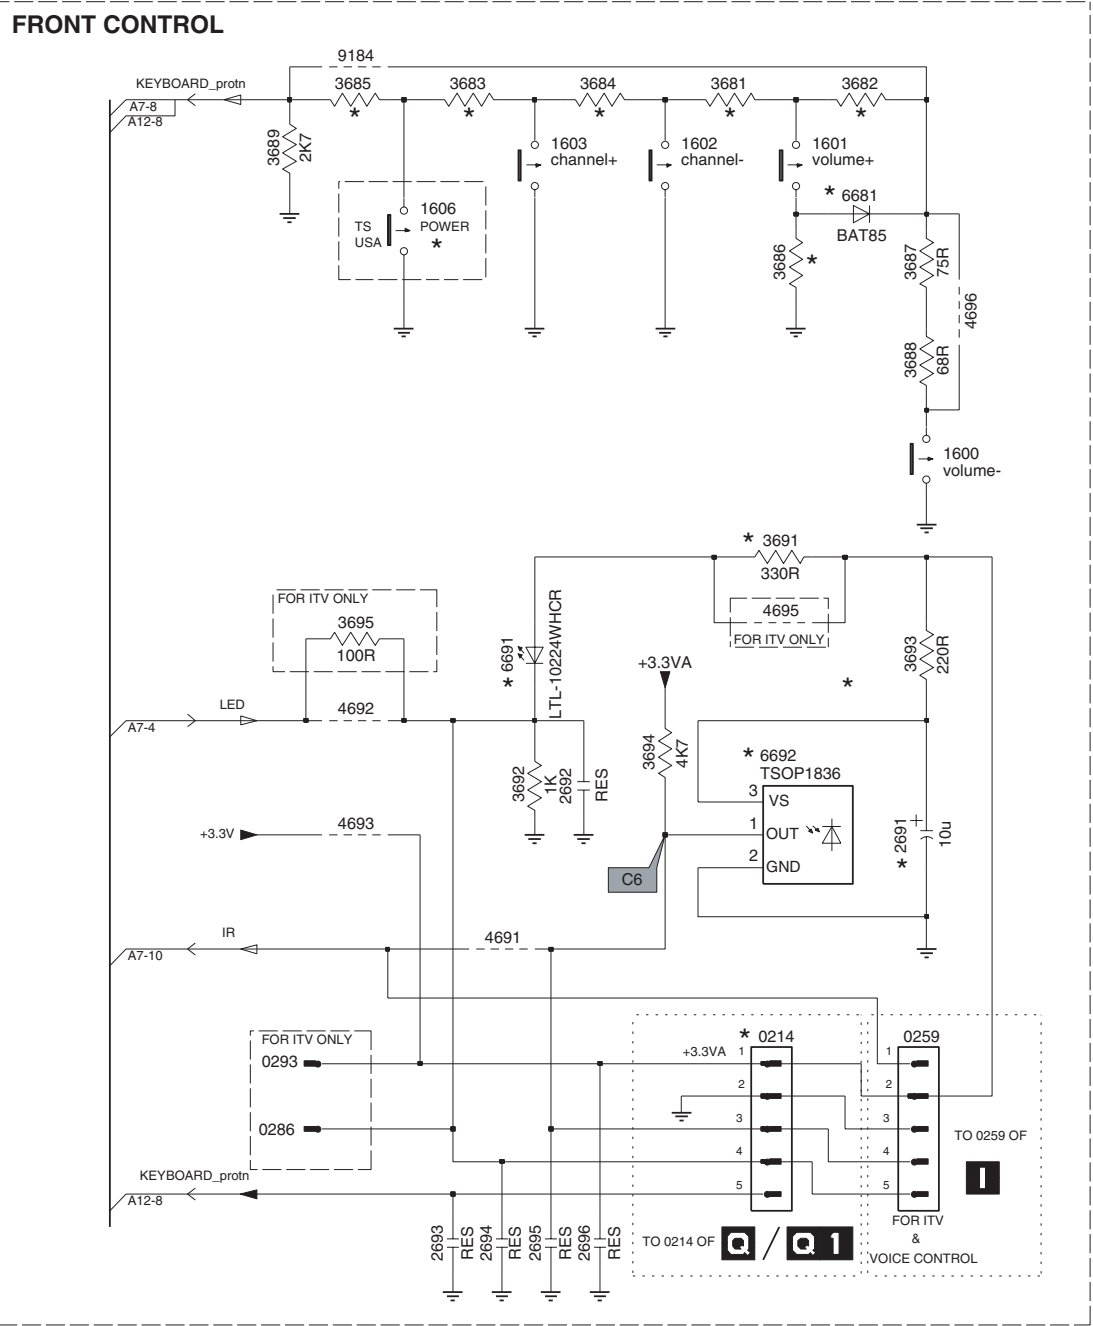 FRONT CONTROL
9184
KEYBOARD_protn
A7-8
A12-8
3685
*
3683
*
3684
*
3681
*
3682
*
3689
2K7
1603
channel+
1602
channel-
1601
volume+
TS
USA
1606
POWER
*
* 6681
BAT85
3686
*
3687
75R
4696
3688
68R
1600
volume-
* 3691
330R
FOR ITV ONLY
3695
100R
4695
FOR ITV ONLY
* 6691
LTL-10224WHCR
+3.3VA
3693
220R
*
LED
A7-4
4692
3694
4K7
* 6692
TSOP1836
3692
1K
2692
RES
3
VS
1
OUT
2
GND
+
* 2691
10u
+3.3V
4693
C6
IR
A7-10
4691
FOR ITV ONLY
0293
0286
* 0214
+3.3VA
1
2
3
4
5
0259
1
2
3
4
5
TO 0259 OF
I
KEYBOARD_protn
A12-8
2693
RES
2694
RES
2695
RES
2696
RES
TO 0214 OF
Q / Q 1
FOR ITV
&
VOICE CONTROL